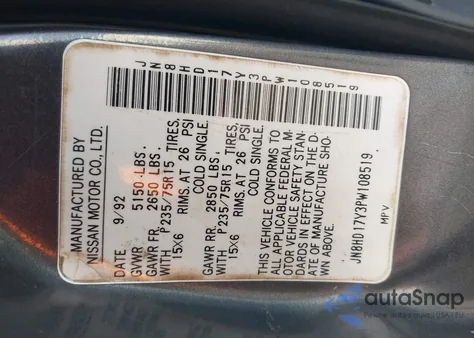 JN8HD17Y3PW108519
MANUFACTURED BY
NISSAN MOTOR CO., LTD.
9/92
GVWR 5150 LBS.
GAWR FR. 2650 LBS.
WITH P235/75R15 TIRES,
15x6 RIMS. AT 26 PSI
COLD SINGLE.
GAWR RR. 2850 LBS.
WITH P235/75R15 TIRES,
15x6 RIMS. AT 26 PSI
COLD SINGLE.
THIS VEHICLE CONFORMS TO
ALL APPLICABLE FEDERAL M-
OTOR VEHICLE SAFETY STAN-
DARDS IN EFFECT ON THE D-
ATE OF MANUFACTURE SHO-
WN ABOVE.
JN8HD17Y3PW108519
MPV
autoSnap